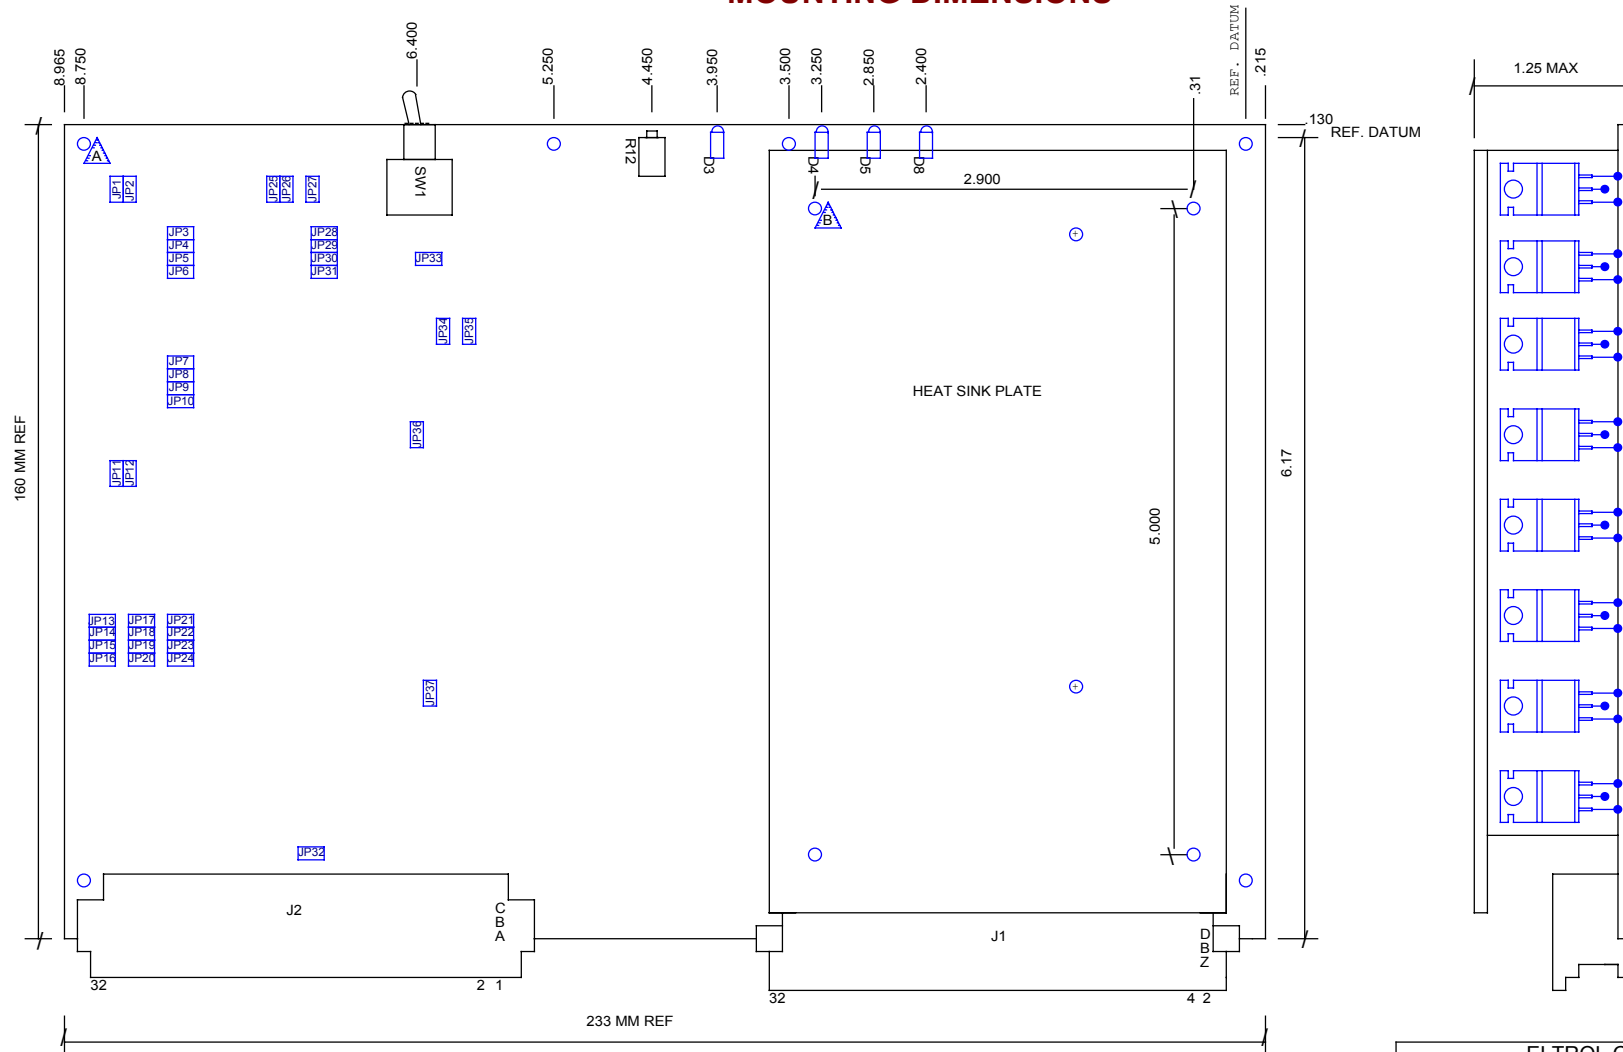 MOUNTING DIMENSIONS
8.965
8.750
6.400
5.250
4.450
3.950
3.500
3.250
2.850
2.400
.31
REF. DATUM
.215
1.25 MAX
.130
REF. DATUM
A
R12
D3
D4
D5
D8
SW1
JP1
JP2
JP25
JP26
JP27
2.900
B
JP3
JP4
JP5
JP6
JP28
JP29
JP30
JP31
JP33
JP34
JP35
JP7
JP8
JP9
JP10
HEAT SINK PLATE
JP36
160 MM REF
JP11
JP12
6.17
5.000
JP13
JP14
JP15
JP16
JP17
JP18
JP19
JP20
JP21
JP22
JP23
JP24
JP37
JP32
J2
C
B
A
J1
D
B
Z
32
2 1
32
4 2
233 MM REF